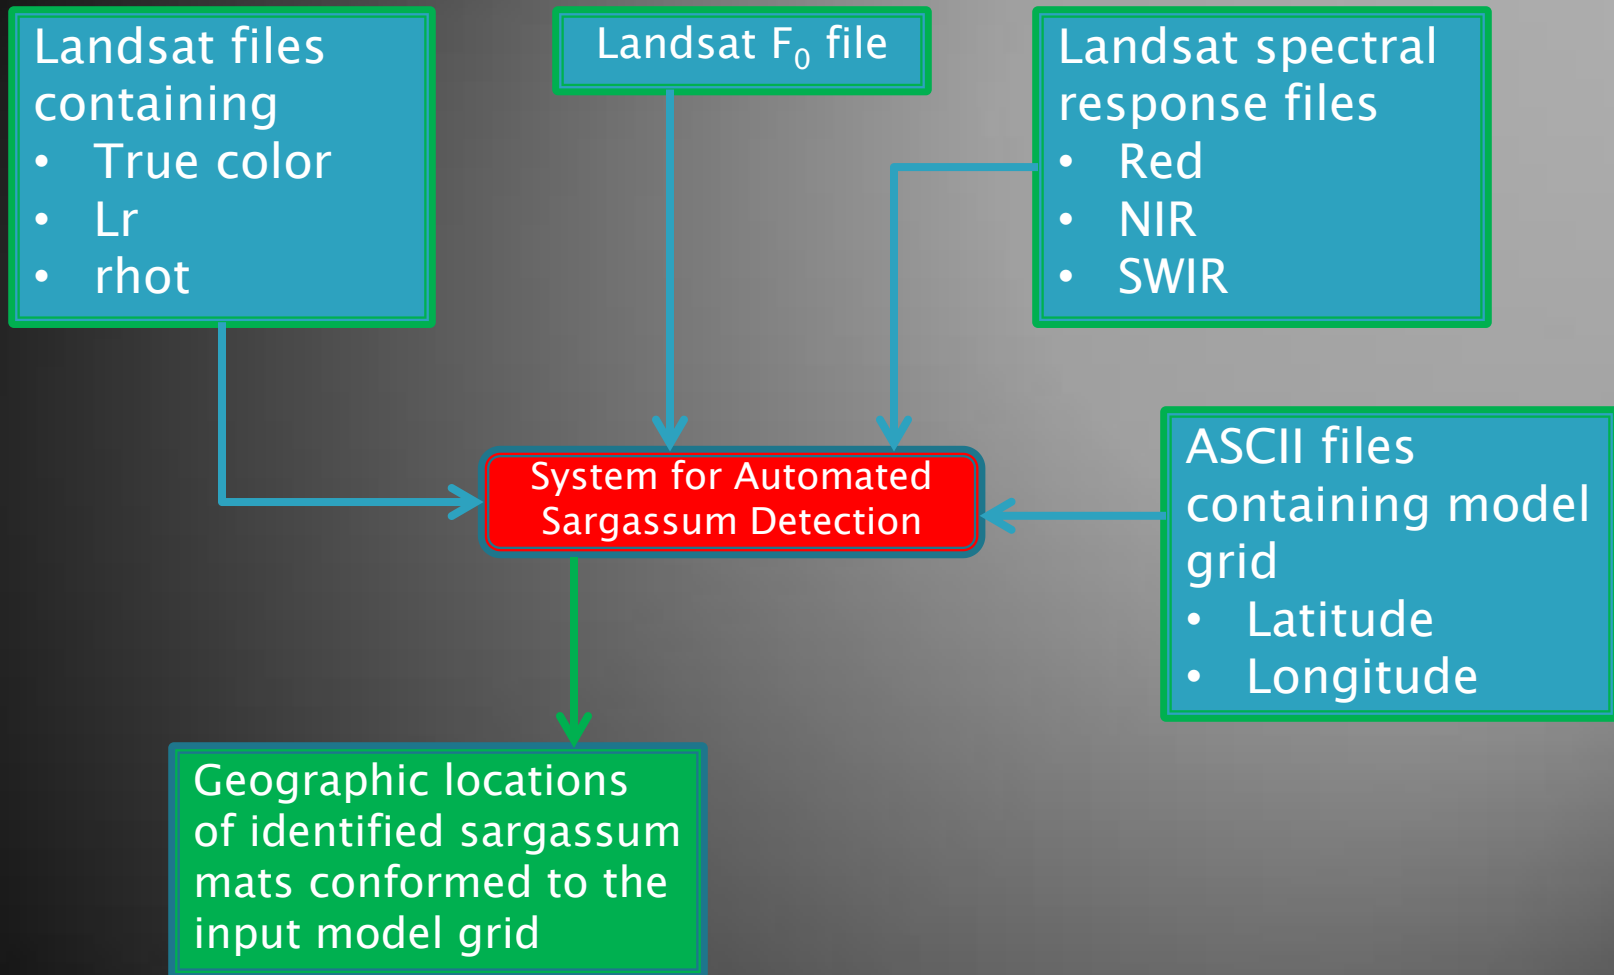 Landsat files
containing
• True color
• Lr
• rhot
Landsat F₀ file
Landsat spectral
response files
• Red
• NIR
• SWIR
System for Automated
Sargassum Detection
ASCII files
containing model
grid
• Latitude
• Longitude
Geographic locations
of identified sargassum
mats conformed to the
input model grid